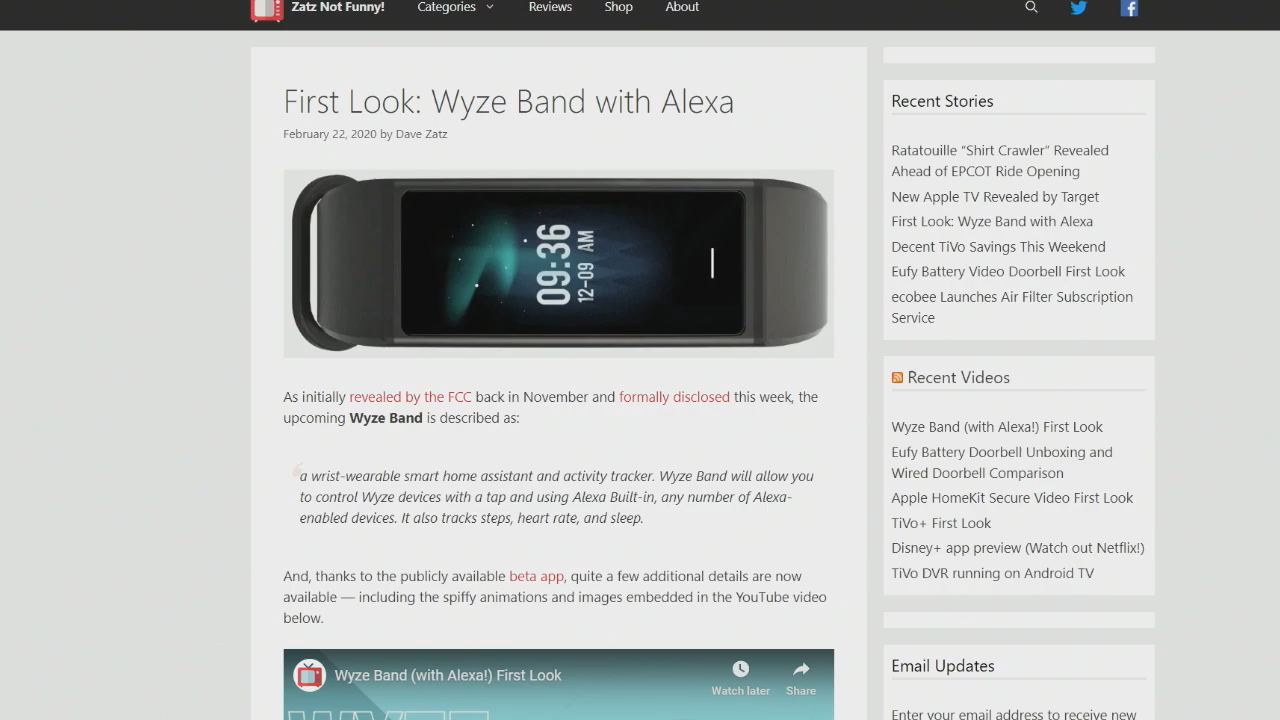 Zatz Not Funny!
Categories
Reviews
Shop
About
First Look: Wyze Band with Alexa
February 22, 2020 by Dave Zatz
09:36
12-09 AM
As initially revealed by the FCC back in November and formally disclosed this week, the
upcoming Wyze Band is described as:
a wrist-wearable smart home assistant and activity tracker. Wyze Band will allow you
to control Wyze devices with a tap and using Alexa Built-in, any number of Alexa-
enabled devices. It also tracks steps, heart rate, and sleep.
And, thanks to the publicly available beta app, quite a few additional details are now
available — including the spiffy animations and images embedded in the YouTube video
below.
Wyze Band (with Alexa!) First Look
Watch later
Share
WYZE
Recent Stories
Ratatouille “Shirt Crawler” Revealed
Ahead of EPCOT Ride Opening
New Apple TV Revealed by Target
First Look: Wyze Band with Alexa
Decent TiVo Savings This Weekend
Eufy Battery Video Doorbell First Look
ecobee Launches Air Filter Subscription
Service
Recent Videos
Wyze Band (with Alexa!) First Look
Eufy Battery Doorbell Unboxing and
Wired Doorbell Comparison
Apple HomeKit Secure Video First Look
TiVo+ First Look
Disney+ app preview (Watch out Netflix!)
TiVo DVR running on Android TV
Email Updates
Enter your email address to receive new